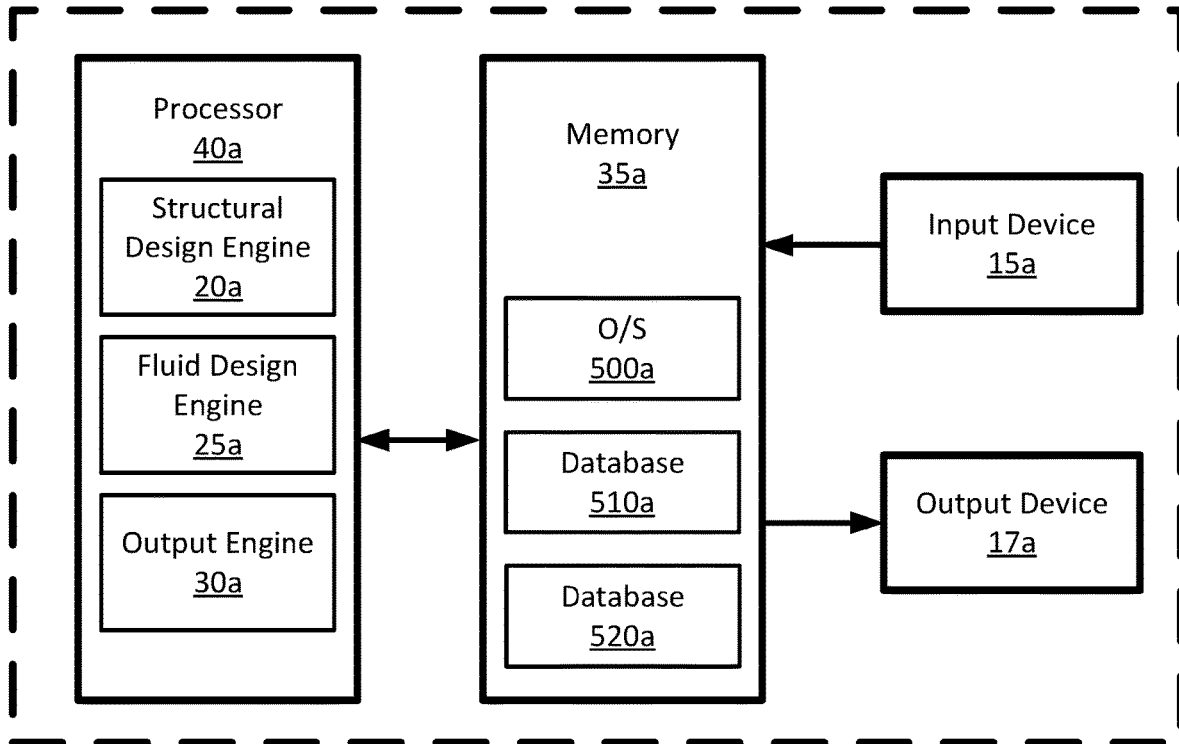 Processor
40a
Structural
Design Engine
20a
Fluid Design
Engine
25a
Output Engine
30a
Memory
35a
O/S
500a
Database
510a
Database
520a
Input Device
15a
Output Device
17a